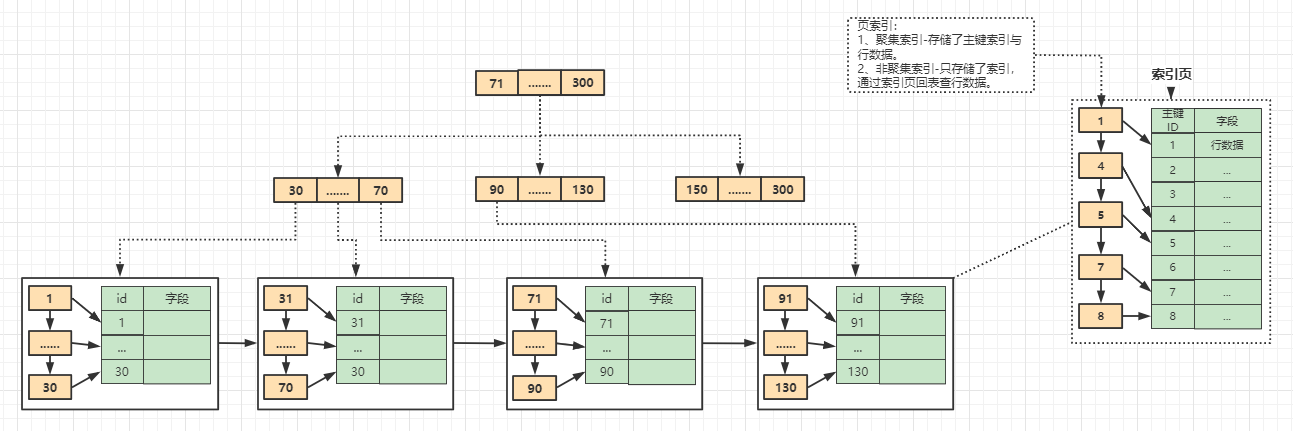 页索引:
1、聚集索引-存储了主键索引与
行数据。
2、非聚集索引-只存储了索引,
通过索引页回表查行数据。
索引页
71 ....... 300
30 ....... 70
90 ....... 130
150 ....... 300
1
4
5
7
8
主键
ID 字段
1 行数据
2 ...
3 ...
4 ...
5 ...
6 ...
7 ...
8 ...
1
......
30
id 字段
1
...
30
31
......
70
id 字段
31
...
30
71
......
90
id 字段
71
...
90
91
......
130
id 字段
91
...
130